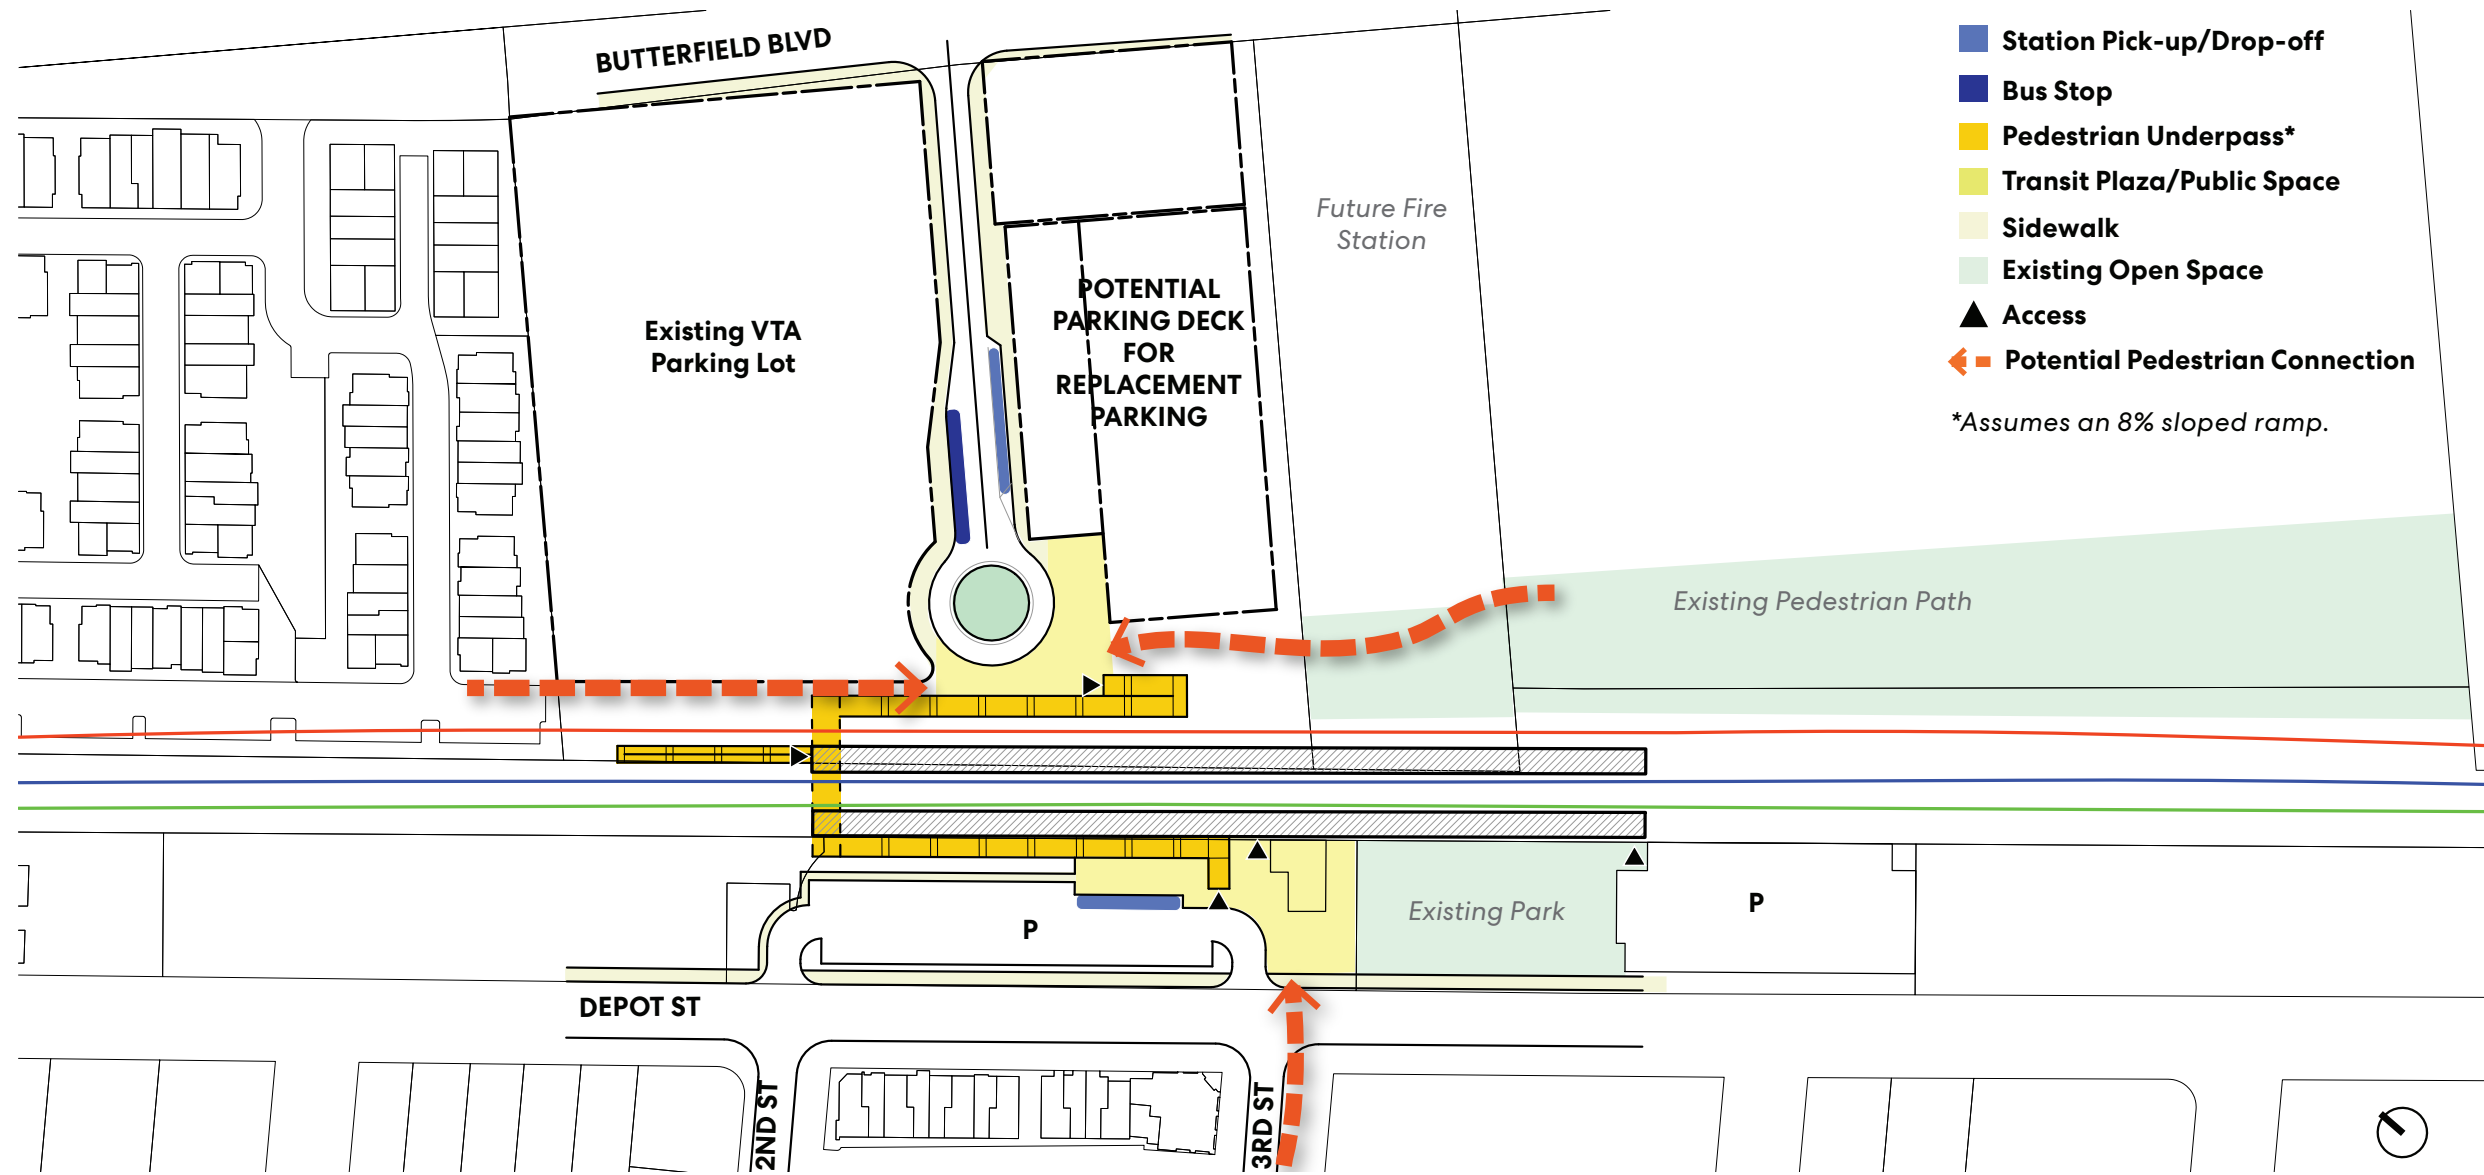 BUTTERFIELD BLVD
Station Pick-up/Drop-off
Bus Stop
Pedestrian Underpass*
Transit Plaza/Public Space
Sidewalk
Existing Open Space
Access
Potential Pedestrian Connection
*Assumes an 8% sloped ramp.
Future Fire
Station
Existing VTA
Parking Lot
POTENTIAL
PARKING DECK
FOR
REPLACEMENT
PARKING
Existing Pedestrian Path
Existing Park
P
P
DEPOT ST
2ND ST
3RD ST